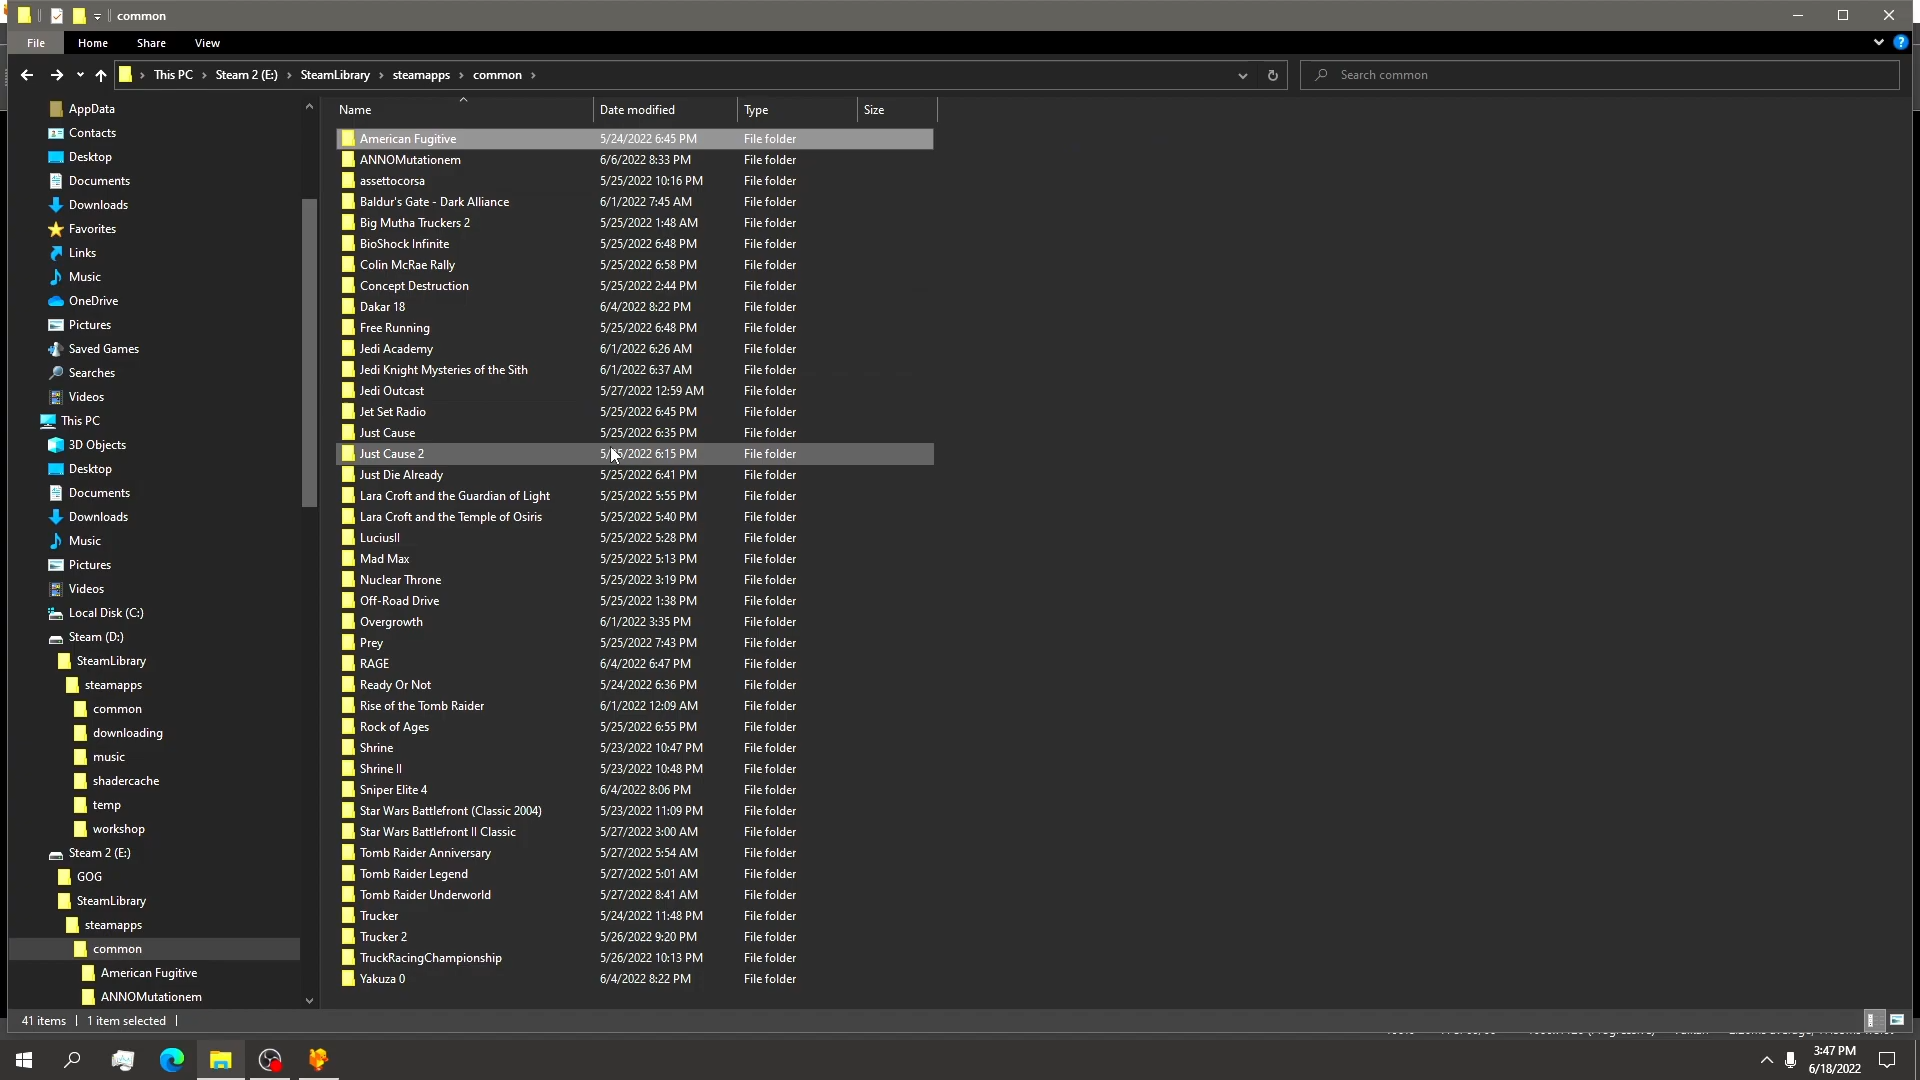 common
File Home Share View
This PC Steam 2 (E:) SteamLibrary steamapps common
Search common
AppData
Contacts
Desktop
Documents
Downloads
Favorites
Links
Music
OneDrive
Pictures
Saved Games
Searches
Videos
This PC
3D Objects
Desktop
Documents
Downloads
Music
Pictures
Videos
Local Disk (C:)
Steam (D:)
SteamLibrary
steamapps
common
downloading
music
shadercache
temp
workshop
Steam 2 (E:)
GOG
SteamLibrary
steamapps
common
American Fugitive
ANNOMutationem
Name Date modified Type Size
American Fugitive 5/24/2022 6:45 PM File folder
ANNOMutationem 6/6/2022 8:33 PM File folder
assettocorsa 5/25/2022 10:16 PM File folder
Baldur's Gate - Dark Alliance 6/1/2022 7:45 AM File folder
Big Mutha Truckers 2 5/25/2022 1:48 AM File folder
BioShock Infinite 5/25/2022 6:48 PM File folder
Colin McRae Rally 5/25/2022 6:58 PM File folder
Concept Destruction 5/25/2022 2:44 PM File folder
Dakar 18 6/4/2022 8:22 PM File folder
Free Running 5/25/2022 6:48 PM File folder
Jedi Academy 6/1/2022 6:26 AM File folder
Jedi Knight Mysteries of the Sith 6/1/2022 6:37 AM File folder
Jedi Outcast 5/27/2022 12:59 AM File folder
Jet Set Radio 5/25/2022 6:45 PM File folder
Just Cause 5/25/2022 6:35 PM File folder
Just Cause 2 6:15 PM File folder
Just Die Already 5/25/2022 6:41 PM File folder
Lara Croft and the Guardian of Light 5/25/2022 5:55 PM File folder
Lara Croft and the Temple of Osiris 5/25/2022 5:40 PM File folder
LuciusII 5/25/2022 5:28 PM File folder
Mad Max 5/25/2022 5:13 PM File folder
Nuclear Throne 5/25/2022 3:19 PM File folder
Off-Road Drive 5/25/2022 1:38 PM File folder
Overgrowth 6/1/2022 3:35 PM File folder
Prey 5/25/2022 7:43 PM File folder
RAGE 6/4/2022 6:47 PM File folder
Ready Or Not 5/24/2022 6:36 PM File folder
Rise of the Tomb Raider 6/1/2022 12:09 AM File folder
Rock of Ages 5/25/2022 6:55 PM File folder
Shrine 5/23/2022 10:47 PM File folder
Shrine II 5/23/2022 10:48 PM File folder
Sniper Elite 4 6/4/2022 8:06 PM File folder
Star Wars Battlefront (Classic 2004) 5/23/2022 11:09 PM File folder
Star Wars Battlefront II Classic 5/27/2022 3:00 AM File folder
Tomb Raider Anniversary 5/27/2022 5:54 AM File folder
Tomb Raider Legend 5/27/2022 5:01 AM File folder
Tomb Raider Underworld 5/27/2022 8:41 AM File folder
Trucker 5/24/2022 11:48 PM File folder
Trucker 2 5/26/2022 9:20 PM File folder
TruckRacingChampionship 5/26/2022 10:13 PM File folder
Yakuza 0 6/4/2022 8:22 PM File folder
41 items 1 item selected
3:47 PM
6/18/2022